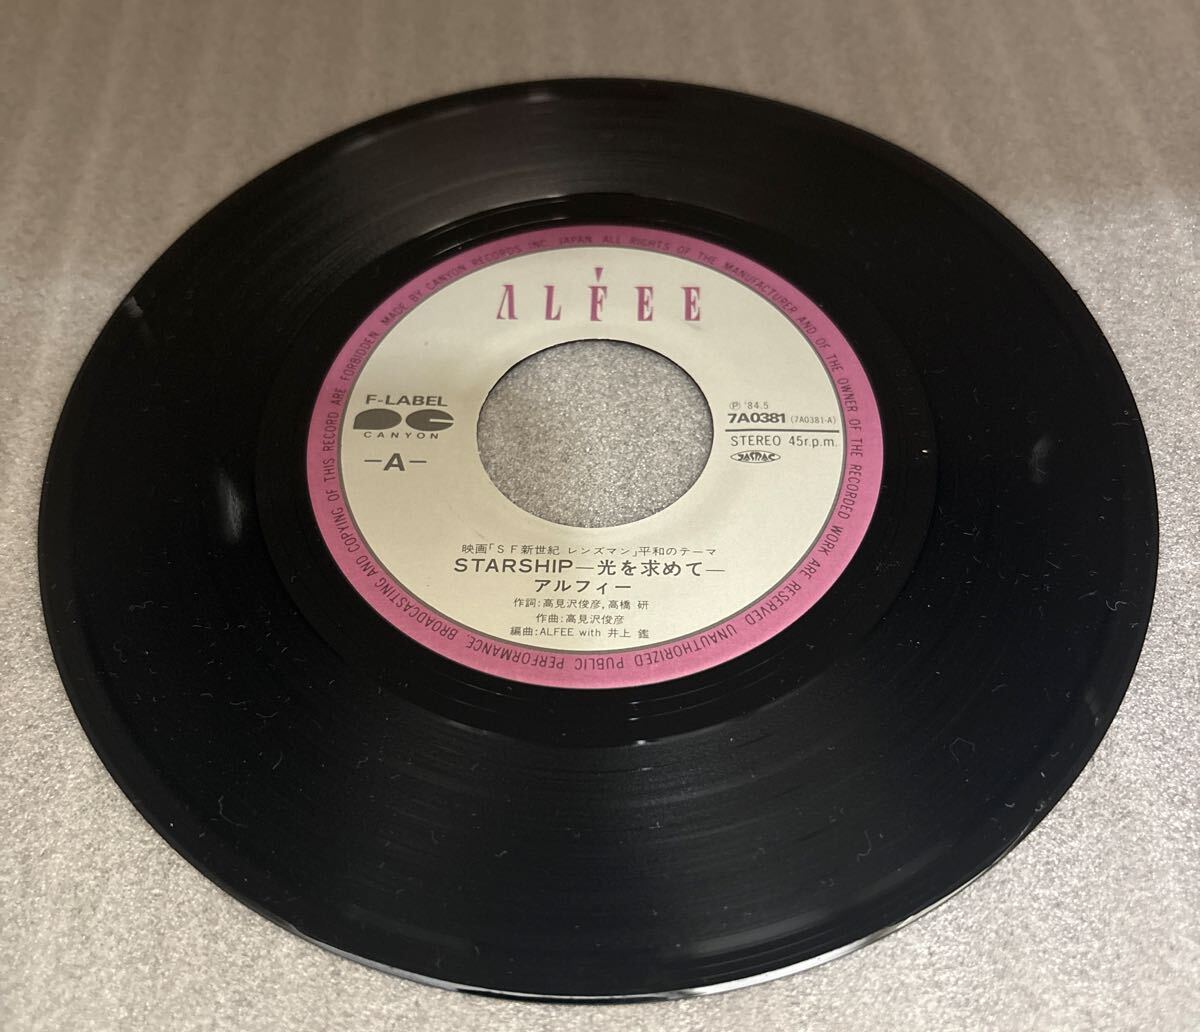 ALFEE
F-LABEL
CANYON
—A—
Ⓟ '84.5
7A0381 (7A0381-A)
STEREO 45r.p.m.
JASRAC
映画「SF新世紀 レンズマン」平和のテーマ
STARSHIP—光を求めて—
アルフィー
作詞:高見沢俊彦,高橋 研
作曲:高見沢俊彦
編曲:ALFEE with 井上 鑑
MADE BY CANYON RECORDS INC. JAPAN ALL RIGHTS OF THE MANUFACTURER AND OF THE OWNER OF THE RECORDED WORK ARE RESERVED UNAUTHORIZED PUBLIC PERFORMANCE, BROADCASTING AND COPYING OF THIS RECORD ARE FORBIDDEN.